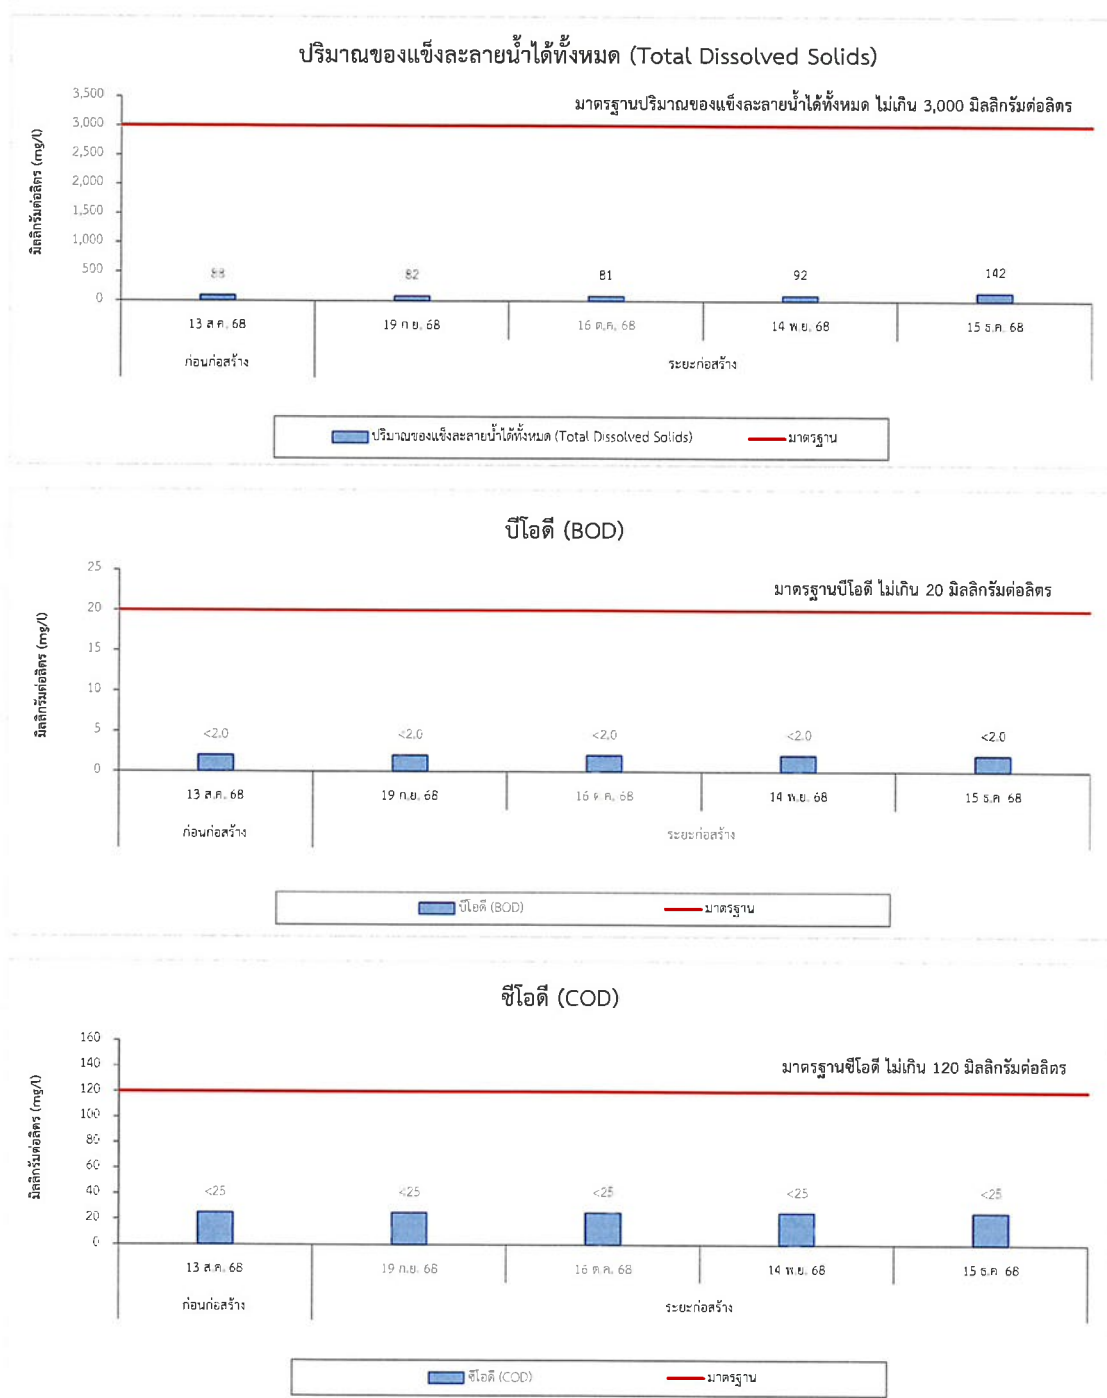 ปริมาณของแข็งละลายน้ำได้ทั้งหมด (Total Dissolved Solids)
มาตรฐานปริมาณของแข็งละลายน้ำได้ทั้งหมด ไม่เกิน 3,000 มิลลิกรัมต่อลิตร
มิลลิกรัมต่อลิตร (mg/l)
3,500
3,000
2,500
2,000
1,500
1,000
500
0
88 82 81 92 142
13 ส.ค. 68 19 ก.ย. 68 16 ต.ค. 68 14 พ.ย. 68 15 ธ.ค. 68
ก่อนก่อสร้าง ระยะก่อสร้าง
ปริมาณของแข็งละลายน้ำได้ทั้งหมด (Total Dissolved Solids) มาตรฐาน
บีโอดี (BOD)
มาตรฐานบีโอดี ไม่เกิน 20 มิลลิกรัมต่อลิตร
มิลลิกรัมต่อลิตร (mg/l)
25
20
15
10
5
0
<2.0 <2.0 <2.0 <2.0 <2.0
13 ส.ค. 68 19 ก.ย. 68 16 ต.ค. 68 14 พ.ย. 68 15 ธ.ค. 68
ก่อนก่อสร้าง ระยะก่อสร้าง
บีโอดี (BOD) มาตรฐาน
ซีโอดี (COD)
มาตรฐานซีโอดี ไม่เกิน 120 มิลลิกรัมต่อลิตร
มิลลิกรัมต่อลิตร (mg/l)
160
140
120
100
80
60
40
20
0
<25 <25 <25 <25 <25
13 ส.ค. 68 19 ก.ย. 68 16 ต.ค. 68 14 พ.ย. 68 15 ธ.ค. 68
ก่อนก่อสร้าง ระยะก่อสร้าง
ซีโอดี (COD) มาตรฐาน